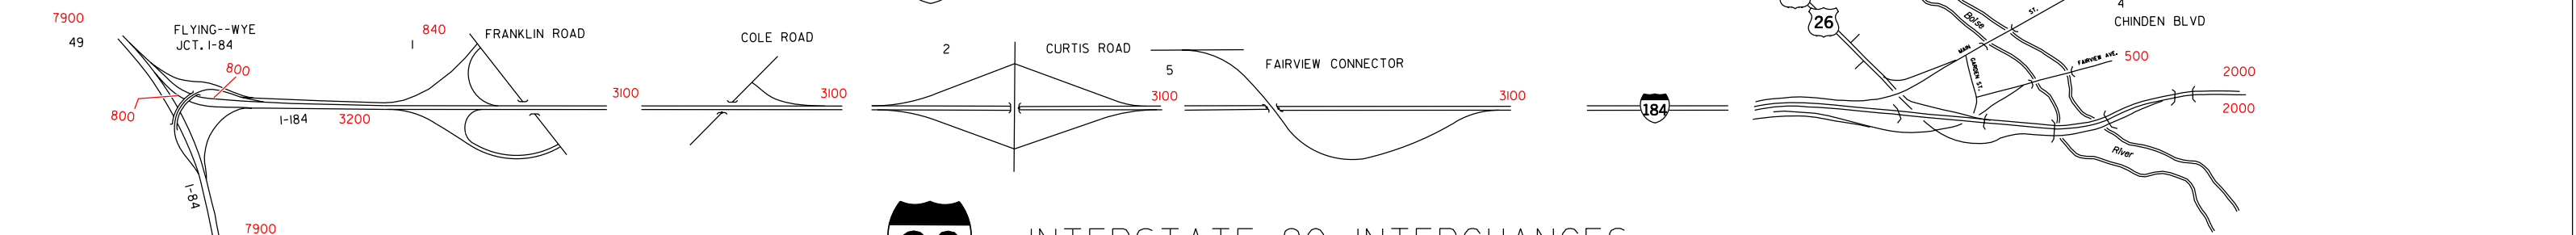 7900
49
FLYING--WYE
JCT. I-84
800
800
I-84
7900
I-184
3200
1
840
FRANKLIN ROAD
3100
COLE ROAD
3100
2
CURTIS ROAD
5
3100
FAIRVIEW CONNECTOR
3100
184
26
Boise
ST.
MAIN
GARDEN ST.
FAIRVIEW AVE.
500
4
CHINDEN BLVD
2000
2000
River